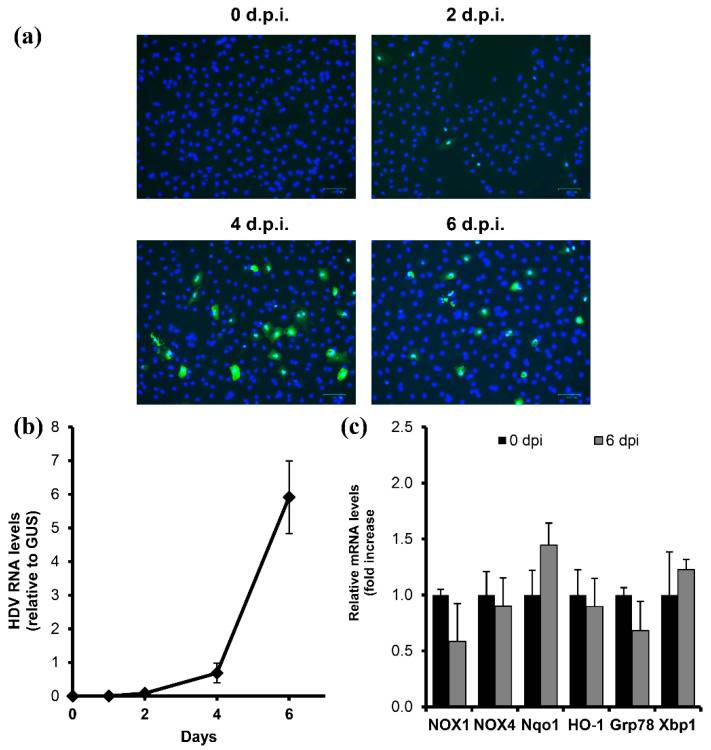 (a)
0 d.p.i. 2 d.p.i.
4 d.p.i. 6 d.p.i.
(b)
HDV RNA levels
(relative to GUS)
8
7
6
5
4
3
2
1
0
0 2 4 6
Days
(c)
Relative mRNA levels
(fold increase)
2.5
2.0
1.5
1.0
0.5
0.0
0 dpi 6 dpi
NOX1 NOX4 Nqo1 HO-1 Grp78 Xbp1